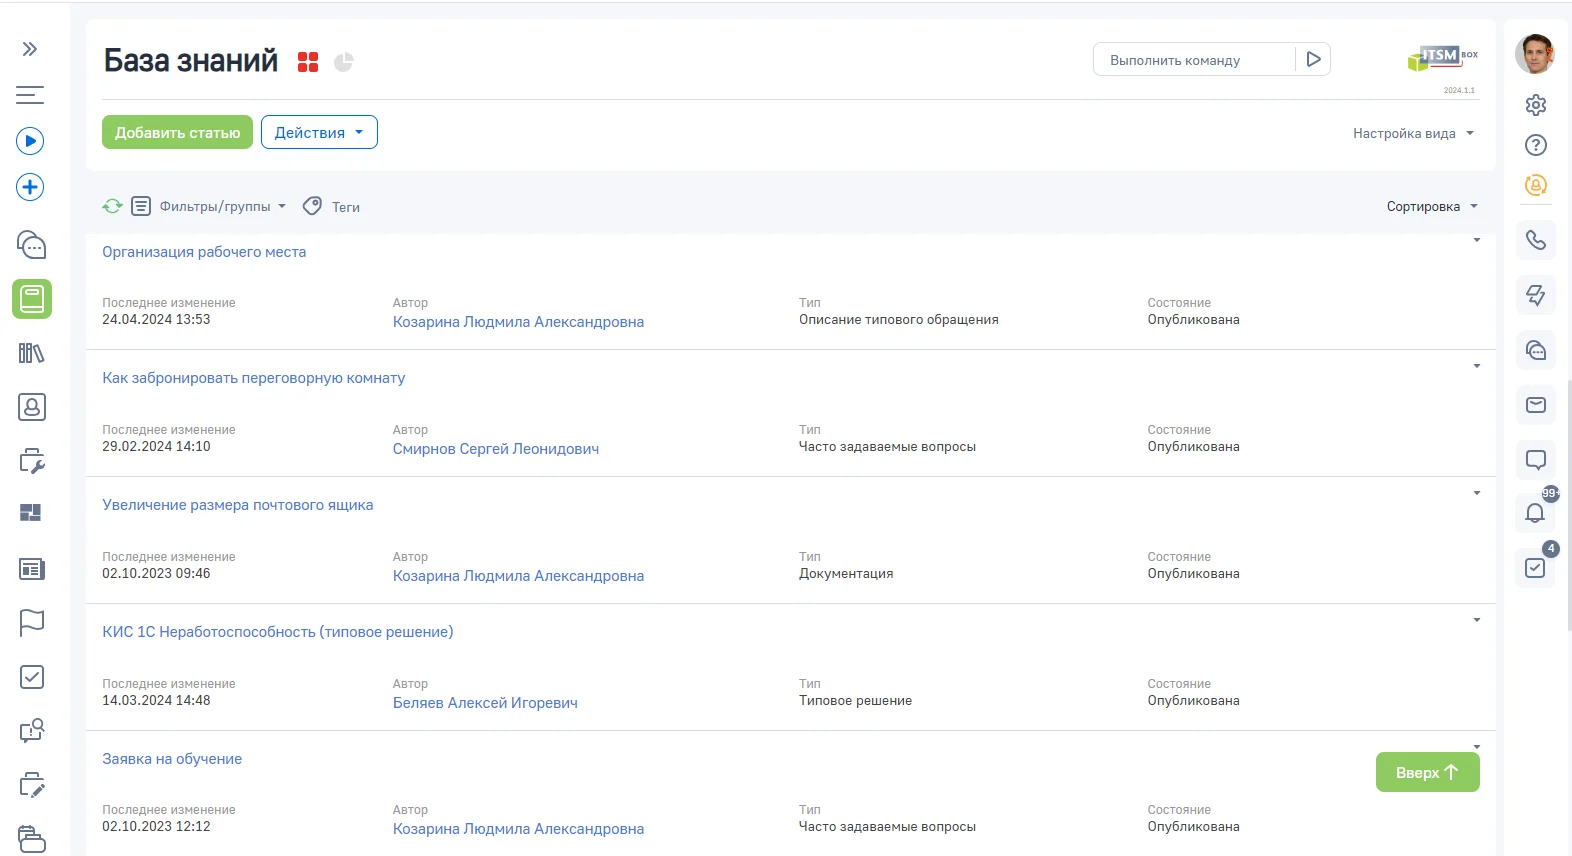 База знаний
Выполнить команду
ITSM BOX
2024.1.1
Добавить статью
Действия
Настройка вида
Фильтры/группы
Теги
Сортировка
Организация рабочего места
Последнее изменение
Автор
Тип
Состояние
24.04.2024 13:53
Козарина Людмила Александровна
Описание типового обращения
Опубликована
Как забронировать переговорную комнату
Последнее изменение
Автор
Тип
Состояние
29.02.2024 14:10
Смирнов Сергей Леонидович
Часто задаваемые вопросы
Опубликована
99+
Увеличение размера почтового ящика
Последнее изменение
Автор
Тип
Состояние
02.10.2023 09:46
Козарина Людмила Александровна
Документация
Опубликована
4
КИС 1С Неработоспособность (типовое решение)
Последнее изменение
Автор
Тип
Состояние
14.03.2024 14:48
Беляев Алексей Игоревич
Типовое решение
Опубликована
Заявка на обучение
Вверх
Последнее изменение
Автор
Тип
Состояние
02.10.2023 12:12
Козарина Людмила Александровна
Часто задаваемые вопросы
Опубликована